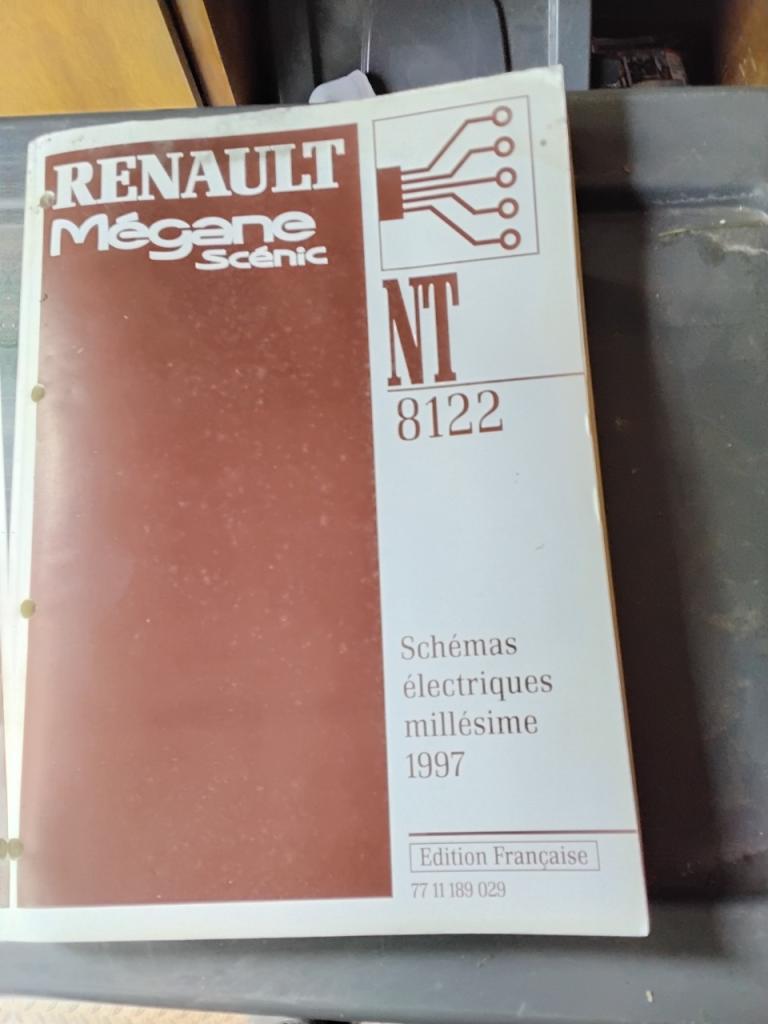 RENAULT
Mégane
scénic
NT
8122
Schémas
électriques
millésime
1997
Edition Française
77 11 189 029